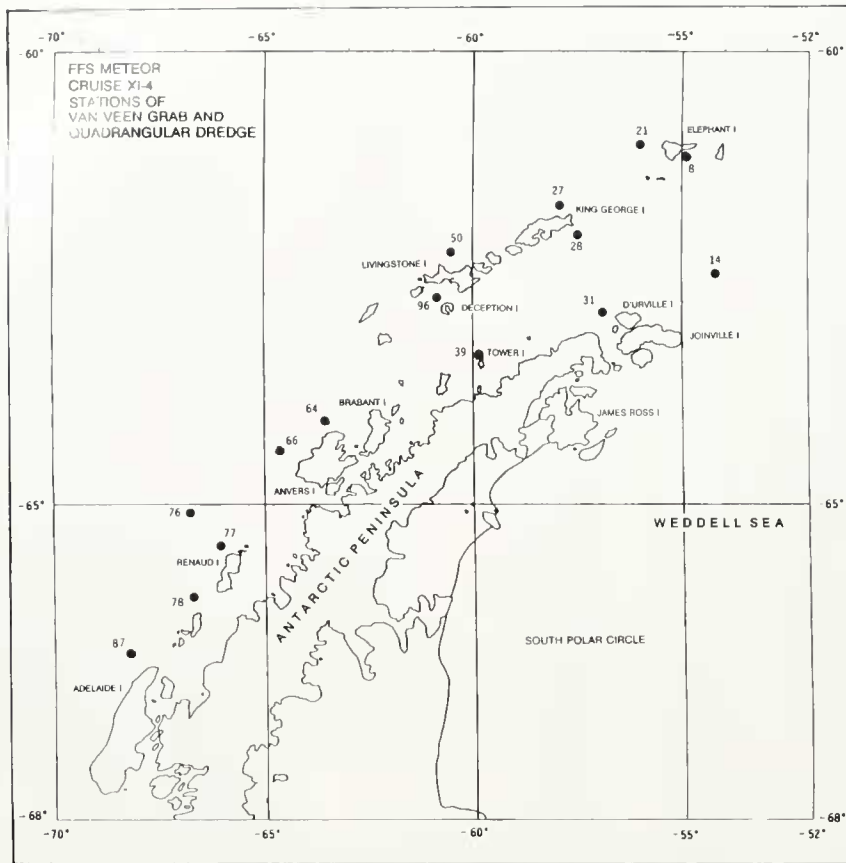 -70° -65° -60° -55° -52°
-60° -60°
FFS METEOR
CRUISE XI-4
STATIONS OF
VAN VEEN GRAB AND
QUADRANGULAR DREDGE
21 ELEPHANT I
8
27
KING GEORGE I
28
50
LIVINGSTONE I
14
96 DECEPTION I
31 D'URVILLE I
JOINVILLE I
39 TOWER I
64 BRABANT I
JAMES ROSS I
66
ANVERS I
-65° -65°
76
WEDDELL SEA
77
RENAUD I
ANTARCTIC PENINSULA
78
SOUTH POLAR CIRCLE
87
ADELAIDE I
-68° -68°
-70° -65° -60° -55° -52°